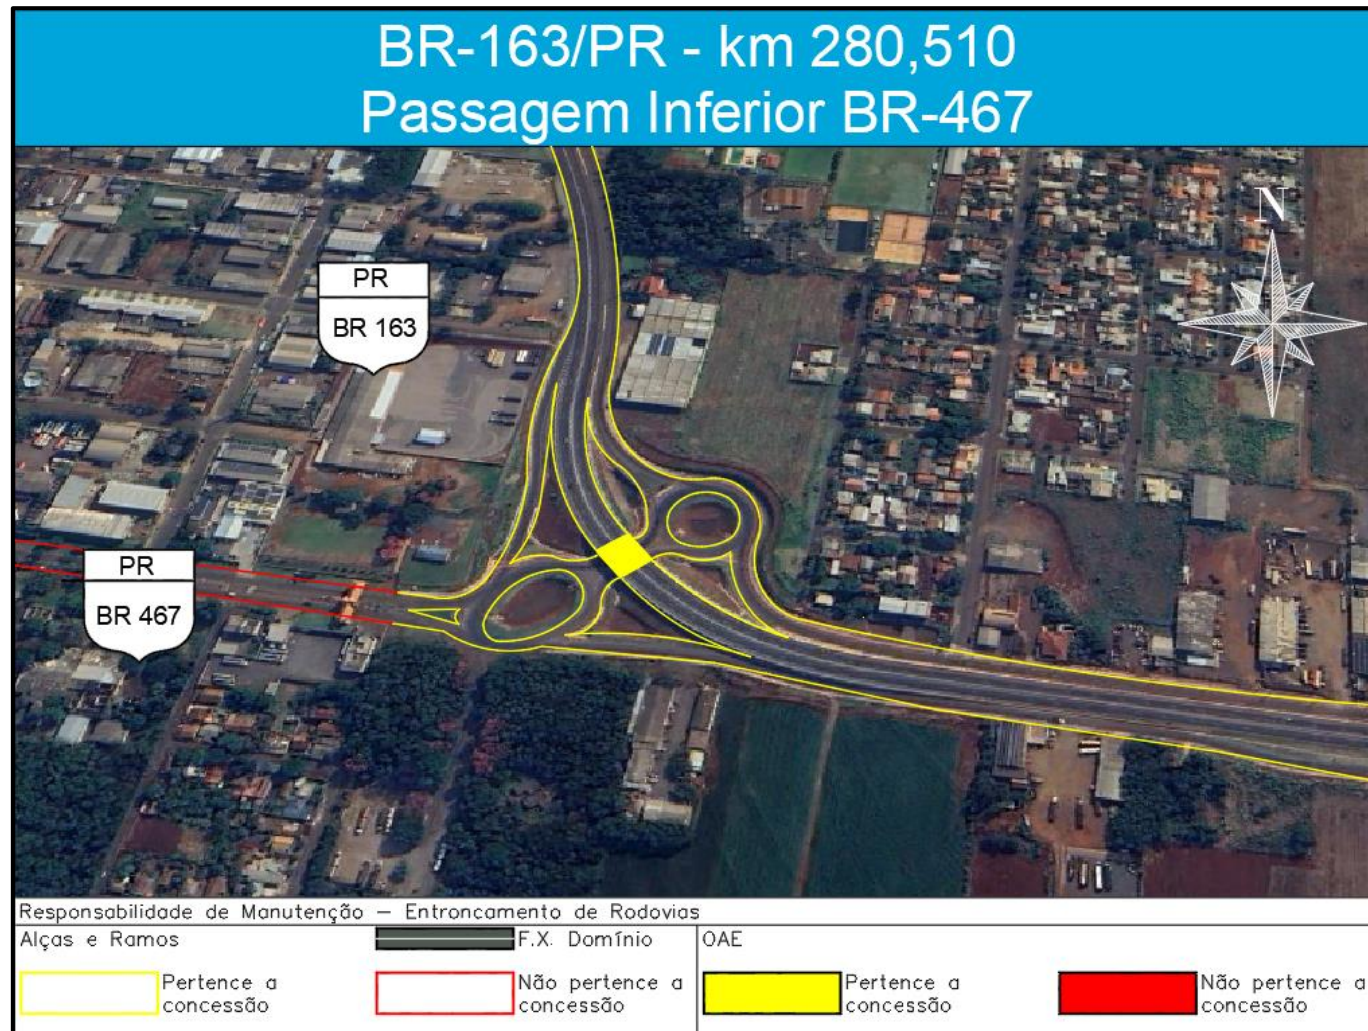 BR-163/PR - km 280,510
Passagem Inferior BR-467
N
PR
BR 163
PR
BR 467
Responsabilidade de Manutenção — Entroncamento de Rodovias
Alças e Ramos
F.X. Domínio
OAE
Pertence a
concessão
Não pertence a
concessão
Pertence a
concessão
Não pertence a
concessão